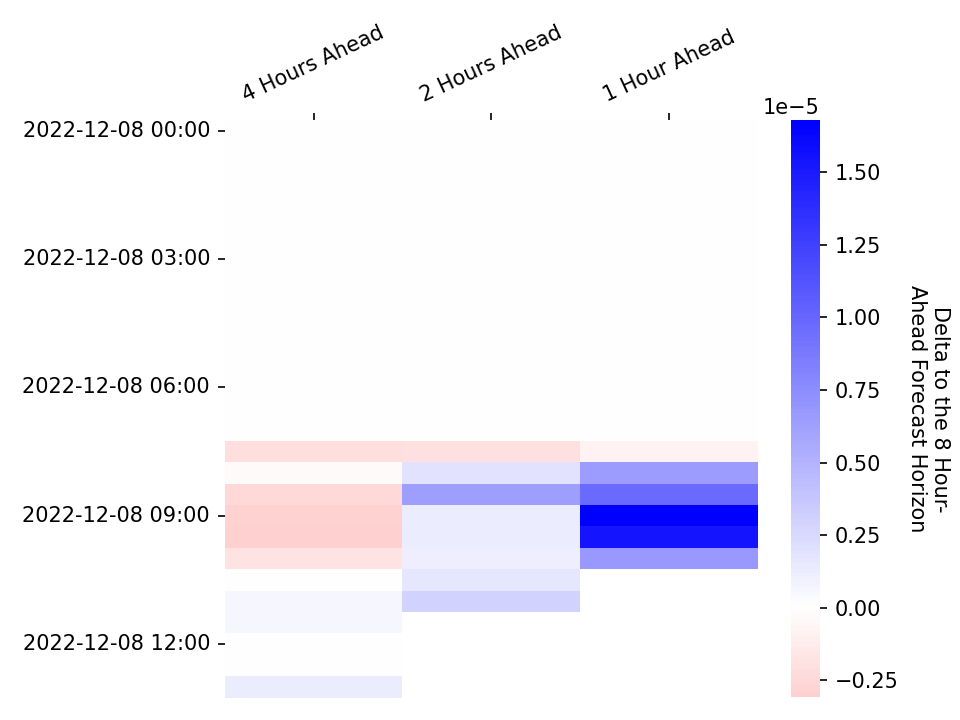 4 Hours Ahead
2 Hours Ahead
1 Hour Ahead
1e−5
2022-12-08 00:00
2022-12-08 03:00
2022-12-08 06:00
2022-12-08 09:00
2022-12-08 12:00
1.50
1.25
1.00
0.75
0.50
0.25
0.00
−0.25
Delta to the 8 Hour-
Ahead Forecast Horizon